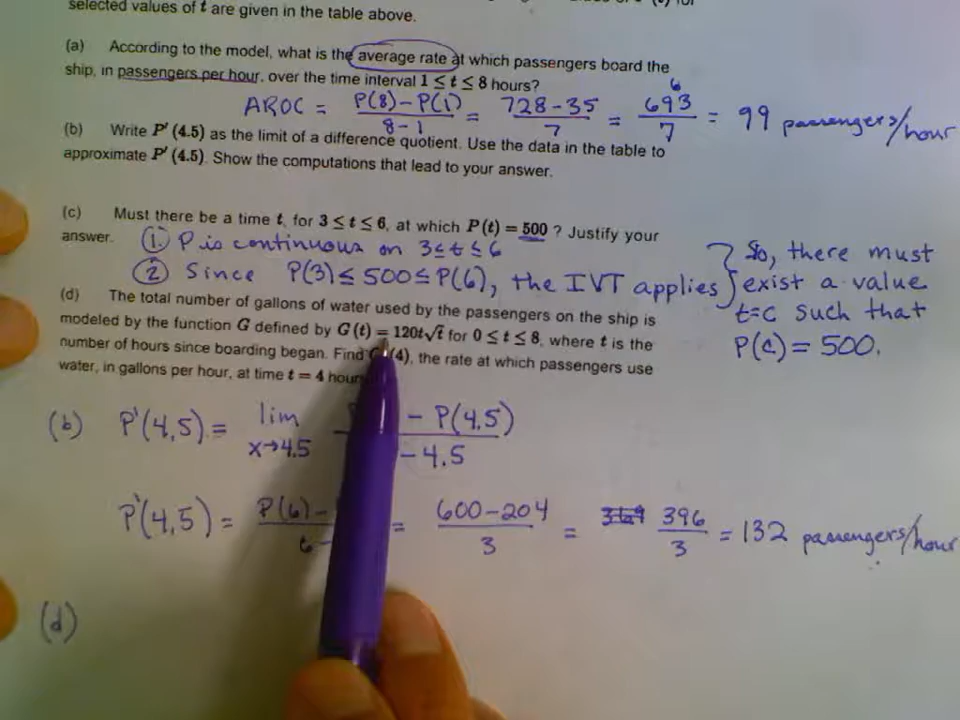 selected values of t are given in the table above.
(a) According to the model, what is the average rate at which passengers board the
ship, in passengers per hour, over the time interval 1 ≤ t ≤ 8 hours?
AROC = P(8)-P(1) / 8-1 = 728-35 / 7 = 693 / 7 = 99 passengers/hour
(b) Write P′(4.5) as the limit of a difference quotient. Use the data in the table to
approximate P′(4.5). Show the computations that lead to your answer.
(c) Must there be a time t, for 3 ≤ t ≤ 6, at which P(t) = 500? Justify your
answer.
① P is continuous on 3≤t≤6
② Since P(3)≤500≤P(6), the IVT applies
So, there must
exist a value
t=c such that
P(c)=500.
(d) The total number of gallons of water used by the passengers on the ship is
modeled by the function G defined by G(t) = 120t√t for 0 ≤ t ≤ 8, where t is the
number of hours since boarding began. Find (4), the rate at which passengers use
water, in gallons per hour, at time t = 4 hour
(b) P'(4.5) = lim x→4.5 - P(4.5) / -4.5
P'(4.5) = P(6)- / 6- = 600-204 / 3 = 396 / 3 = 132 passengers/hour
(d)